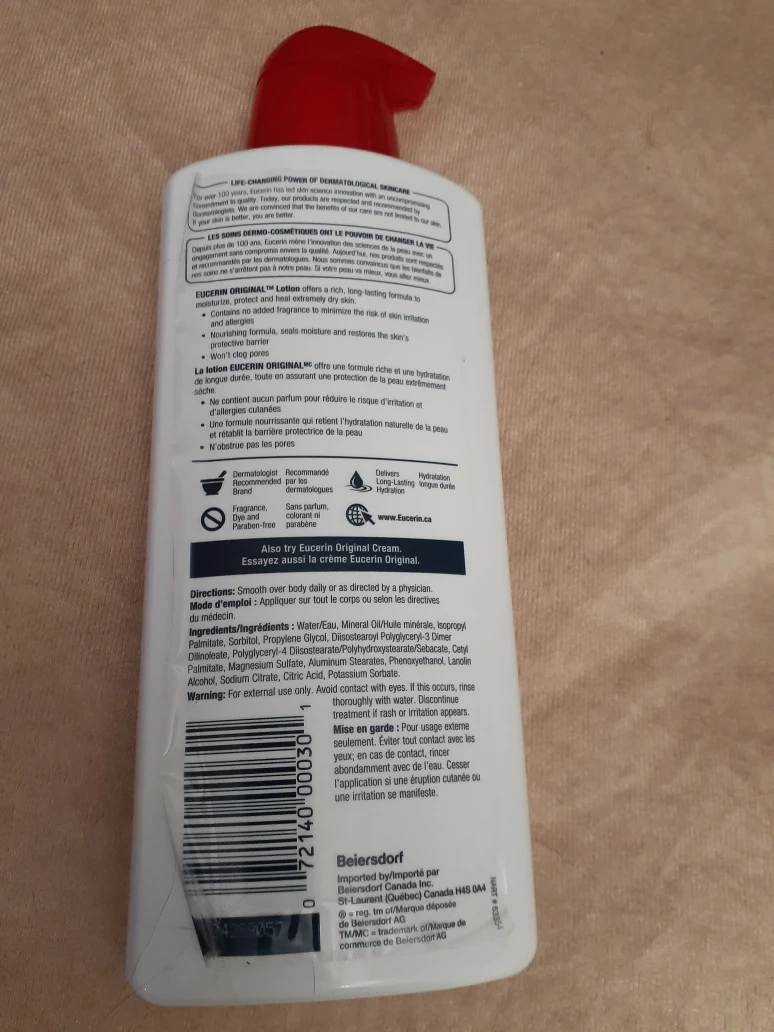 LIFE-CHANGING POWER OF DERMATOLOGICAL SKINCARE
For over 100 years, Eucerin has led skin science innovation with an uncompromising
commitment to quality. Today, our products are respected and recommended by
dermatologists. We are convinced that the benefits of our care are not limited to our skin.
If your skin is better, you are better.
LES SOINS DERMO-COSMÉTIQUES ONT LE POUVOIR DE CHANGER LA VIE
Depuis plus de 100 ans, Eucerin mène l'innovation des sciences de la peau avec un
engagement sans compromis envers la qualité. Aujourd'hui, nos produits sont respectés
et recommandés par les dermatologues. Nous sommes convaincus que les bienfaits de
nos soins ne s'arrêtent pas à notre peau. Si votre peau va mieux, vous allez mieux.
EUCERIN ORIGINAL™ Lotion offers a rich, long-lasting formula to
moisturize, protect and heal extremely dry skin.
• Contains no added fragrance to minimize the risk of skin irritation
and allergies
• Nourishing formula, seals moisture and restores the skin's
protective barrier
• Won't clog pores
La lotion EUCERIN ORIGINAL MC offre une formule riche et une hydratation
de longue durée, toute en assurant une protection de la peau extrêmement
sèche.
• Ne contient aucun parfum pour réduire le risque d'irritation et
d'allergies cutanées
• Une formule nourrissante qui retient l'hydratation naturelle de la peau
et rétablit la barrière protectrice de la peau
• N'obstrue pas les pores
Dermatologist
Recommended
Brand
Recommandé
par les
dermatologues
Delivers
Long-Lasting
Hydration
Hydratation
longue durée
Fragrance,
Dye and
Paraben-free
Sans parfum,
colorant ni
parabène
www.Eucerin.ca
Also try Eucerin Original Cream.
Essayez aussi la crème Eucerin Original.
Directions: Smooth over body daily or as directed by a physician.
Mode d'emploi : Appliquer sur tout le corps ou selon les directives
du médecin.
Ingredients/Ingrédients : Water/Eau, Mineral Oil/Huile minérale, Isopropyl
Palmitate, Sorbitol, Propylene Glycol, Diisostearoyl Polyglyceryl-3 Dimer
Dilinoleate, Polyglyceryl-4 Diisostearate/Polyhydroxystearate/Sebacate, Cetyl
Palmitate, Magnesium Sulfate, Aluminum Stearates, Phenoxyethanol, Lanolin
Alcohol, Sodium Citrate, Citric Acid, Potassium Sorbate.
Warning: For external use only. Avoid contact with eyes. If this occurs, rinse
thoroughly with water. Discontinue
treatment if rash or irritation appears.
Mise en garde : Pour usage externe
seulement. Éviter tout contact avec les
yeux; en cas de contact, rincer
abondamment avec de l'eau. Cesser
l'application si une éruption cutanée ou
une irritation se manifeste.
0 72140 00030 1
Beiersdorf
Imported by/Importé par
Beiersdorf Canada Inc.
St-Laurent (Québec) Canada H4S 0A4
® = reg. tm of/Marque déposée
de Beiersdorf AG
TM/MC = trademark of/Marque de
commerce de Beiersdorf AG
NART #